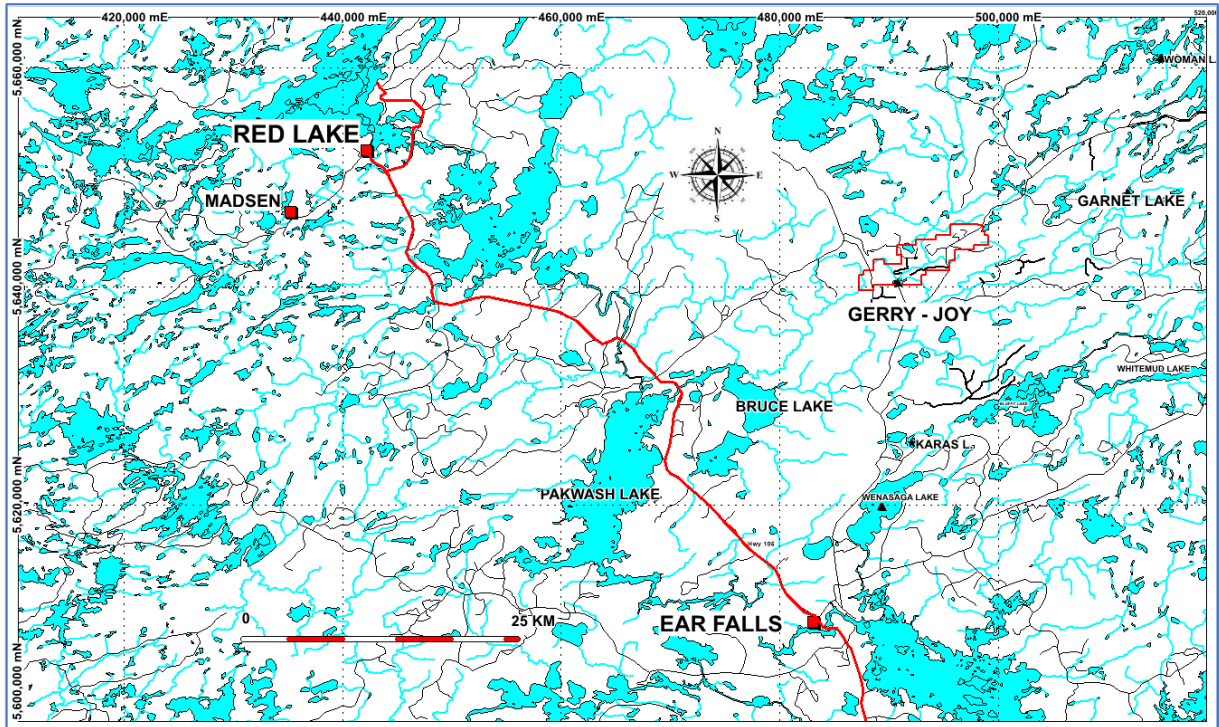 420,000 mE
440,000 mE
460,000 mE
480,000 mE
500,000 mE
520,0
5,660,000 mN
WOMAN L
N
W E
S
RED LAKE
MADSEN
GARNET LAKE
5,640,000 mN
GERRY - JOY
WHITEMUD LAKE
BRUCE LAKE
KARAS L.
PAKWASH LAKE
WENASAGA LAKE
5,620,000 mN
Hwy 105
0
25 KM
EAR FALLS
5,600,000 mN